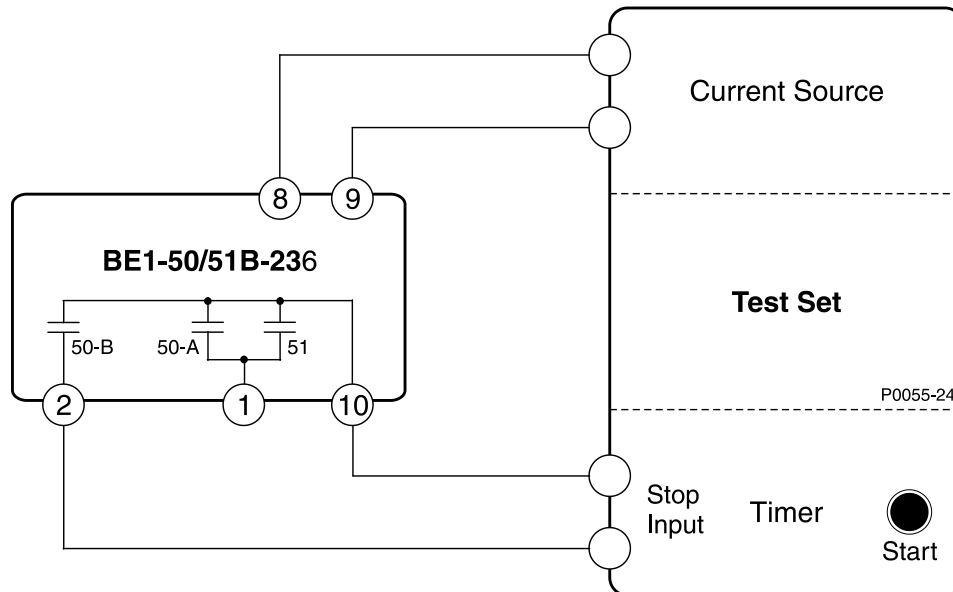 Current Source
8
9
BE1-50/51B-236
50-B
50-A
51
Test Set
2
1
10
P0055-24
Stop
Input
Timer
Start